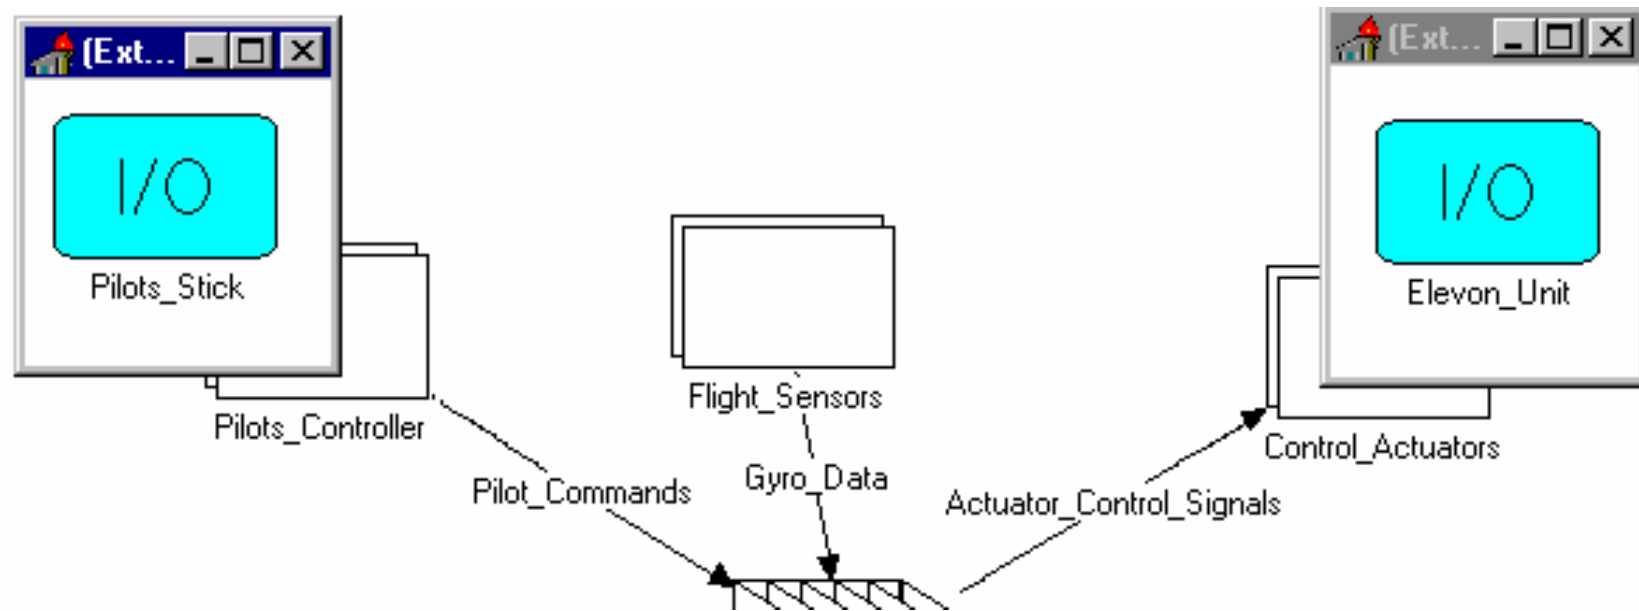 (Ext...
(Ext...
I/O
I/O
Pilots_Stick
Elevon_Unit
Flight_Sensors
Pilots_Controller
Control_Actuators
Gyro_Data
Pilot_Commands
Actuator_Control_Signals